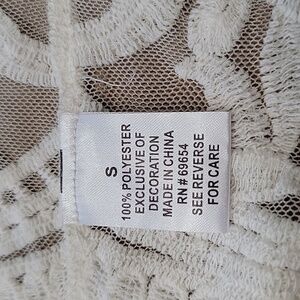 S
100% POLYESTER
EXCLUSIVE OF
DECORATION
MADE IN CHINA
RN # 69654
SEE REVERSE
FOR CARE